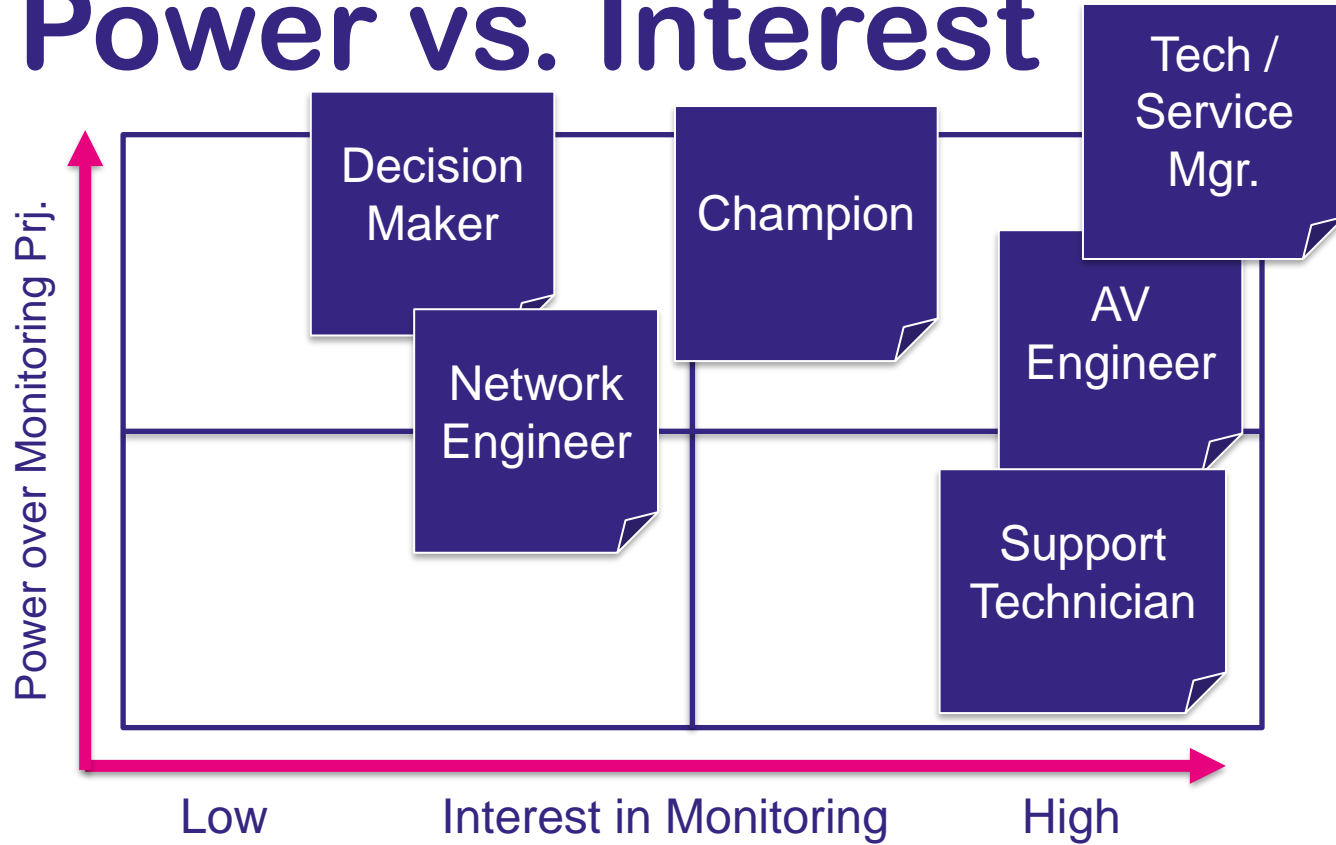 Power vs. Interest
Tech /
Service
Mgr.
Decision
Maker
Champion
AV
Engineer
Network
Engineer
Support
Technician
Power over Monitoring Prj.
Low
Interest in Monitoring
High